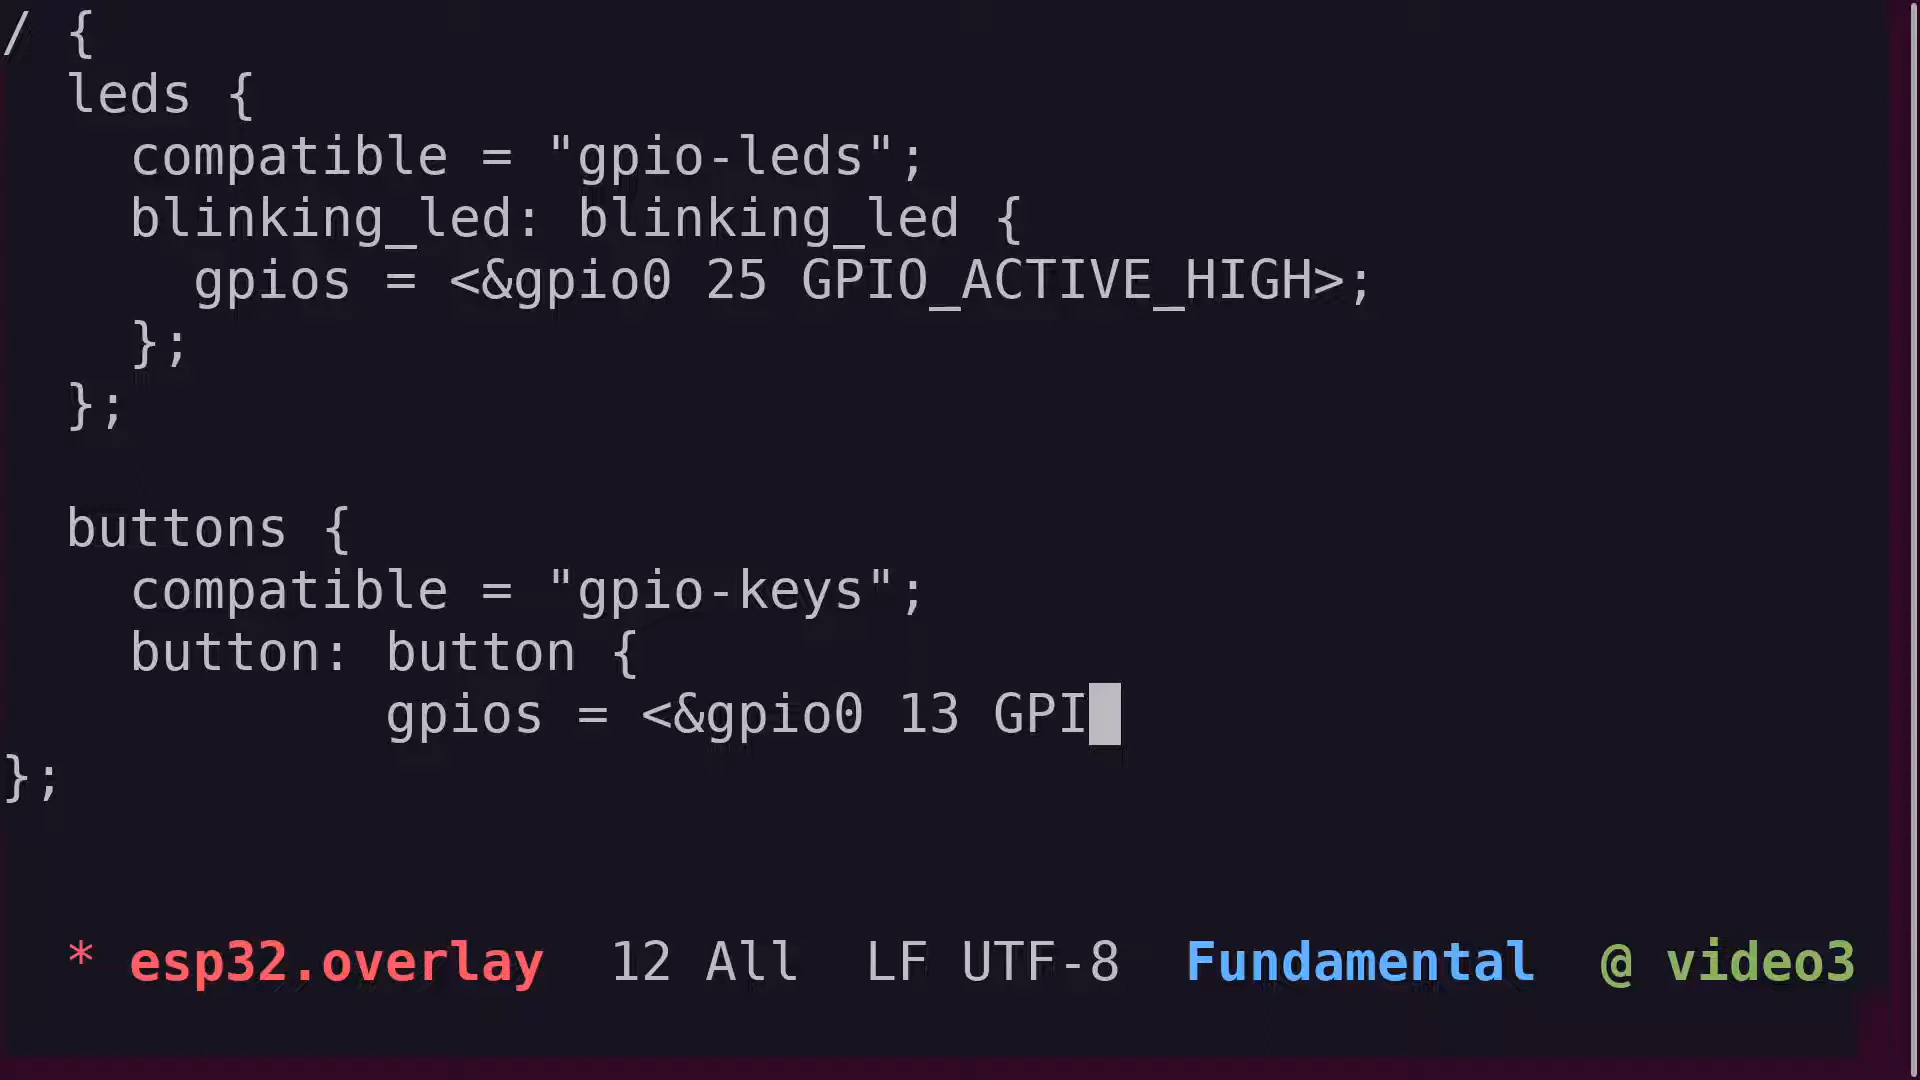 / {
  leds {
    compatible = "gpio-leds";
    blinking_led: blinking_led {
      gpios = <&gpio0 25 GPIO_ACTIVE_HIGH>;
    };
  };

  buttons {
    compatible = "gpio-keys";
    button: button {
            gpios = <&gpio0 13 GPI
};
* esp32.overlay 12 All LF UTF-8 Fundamental @ video3